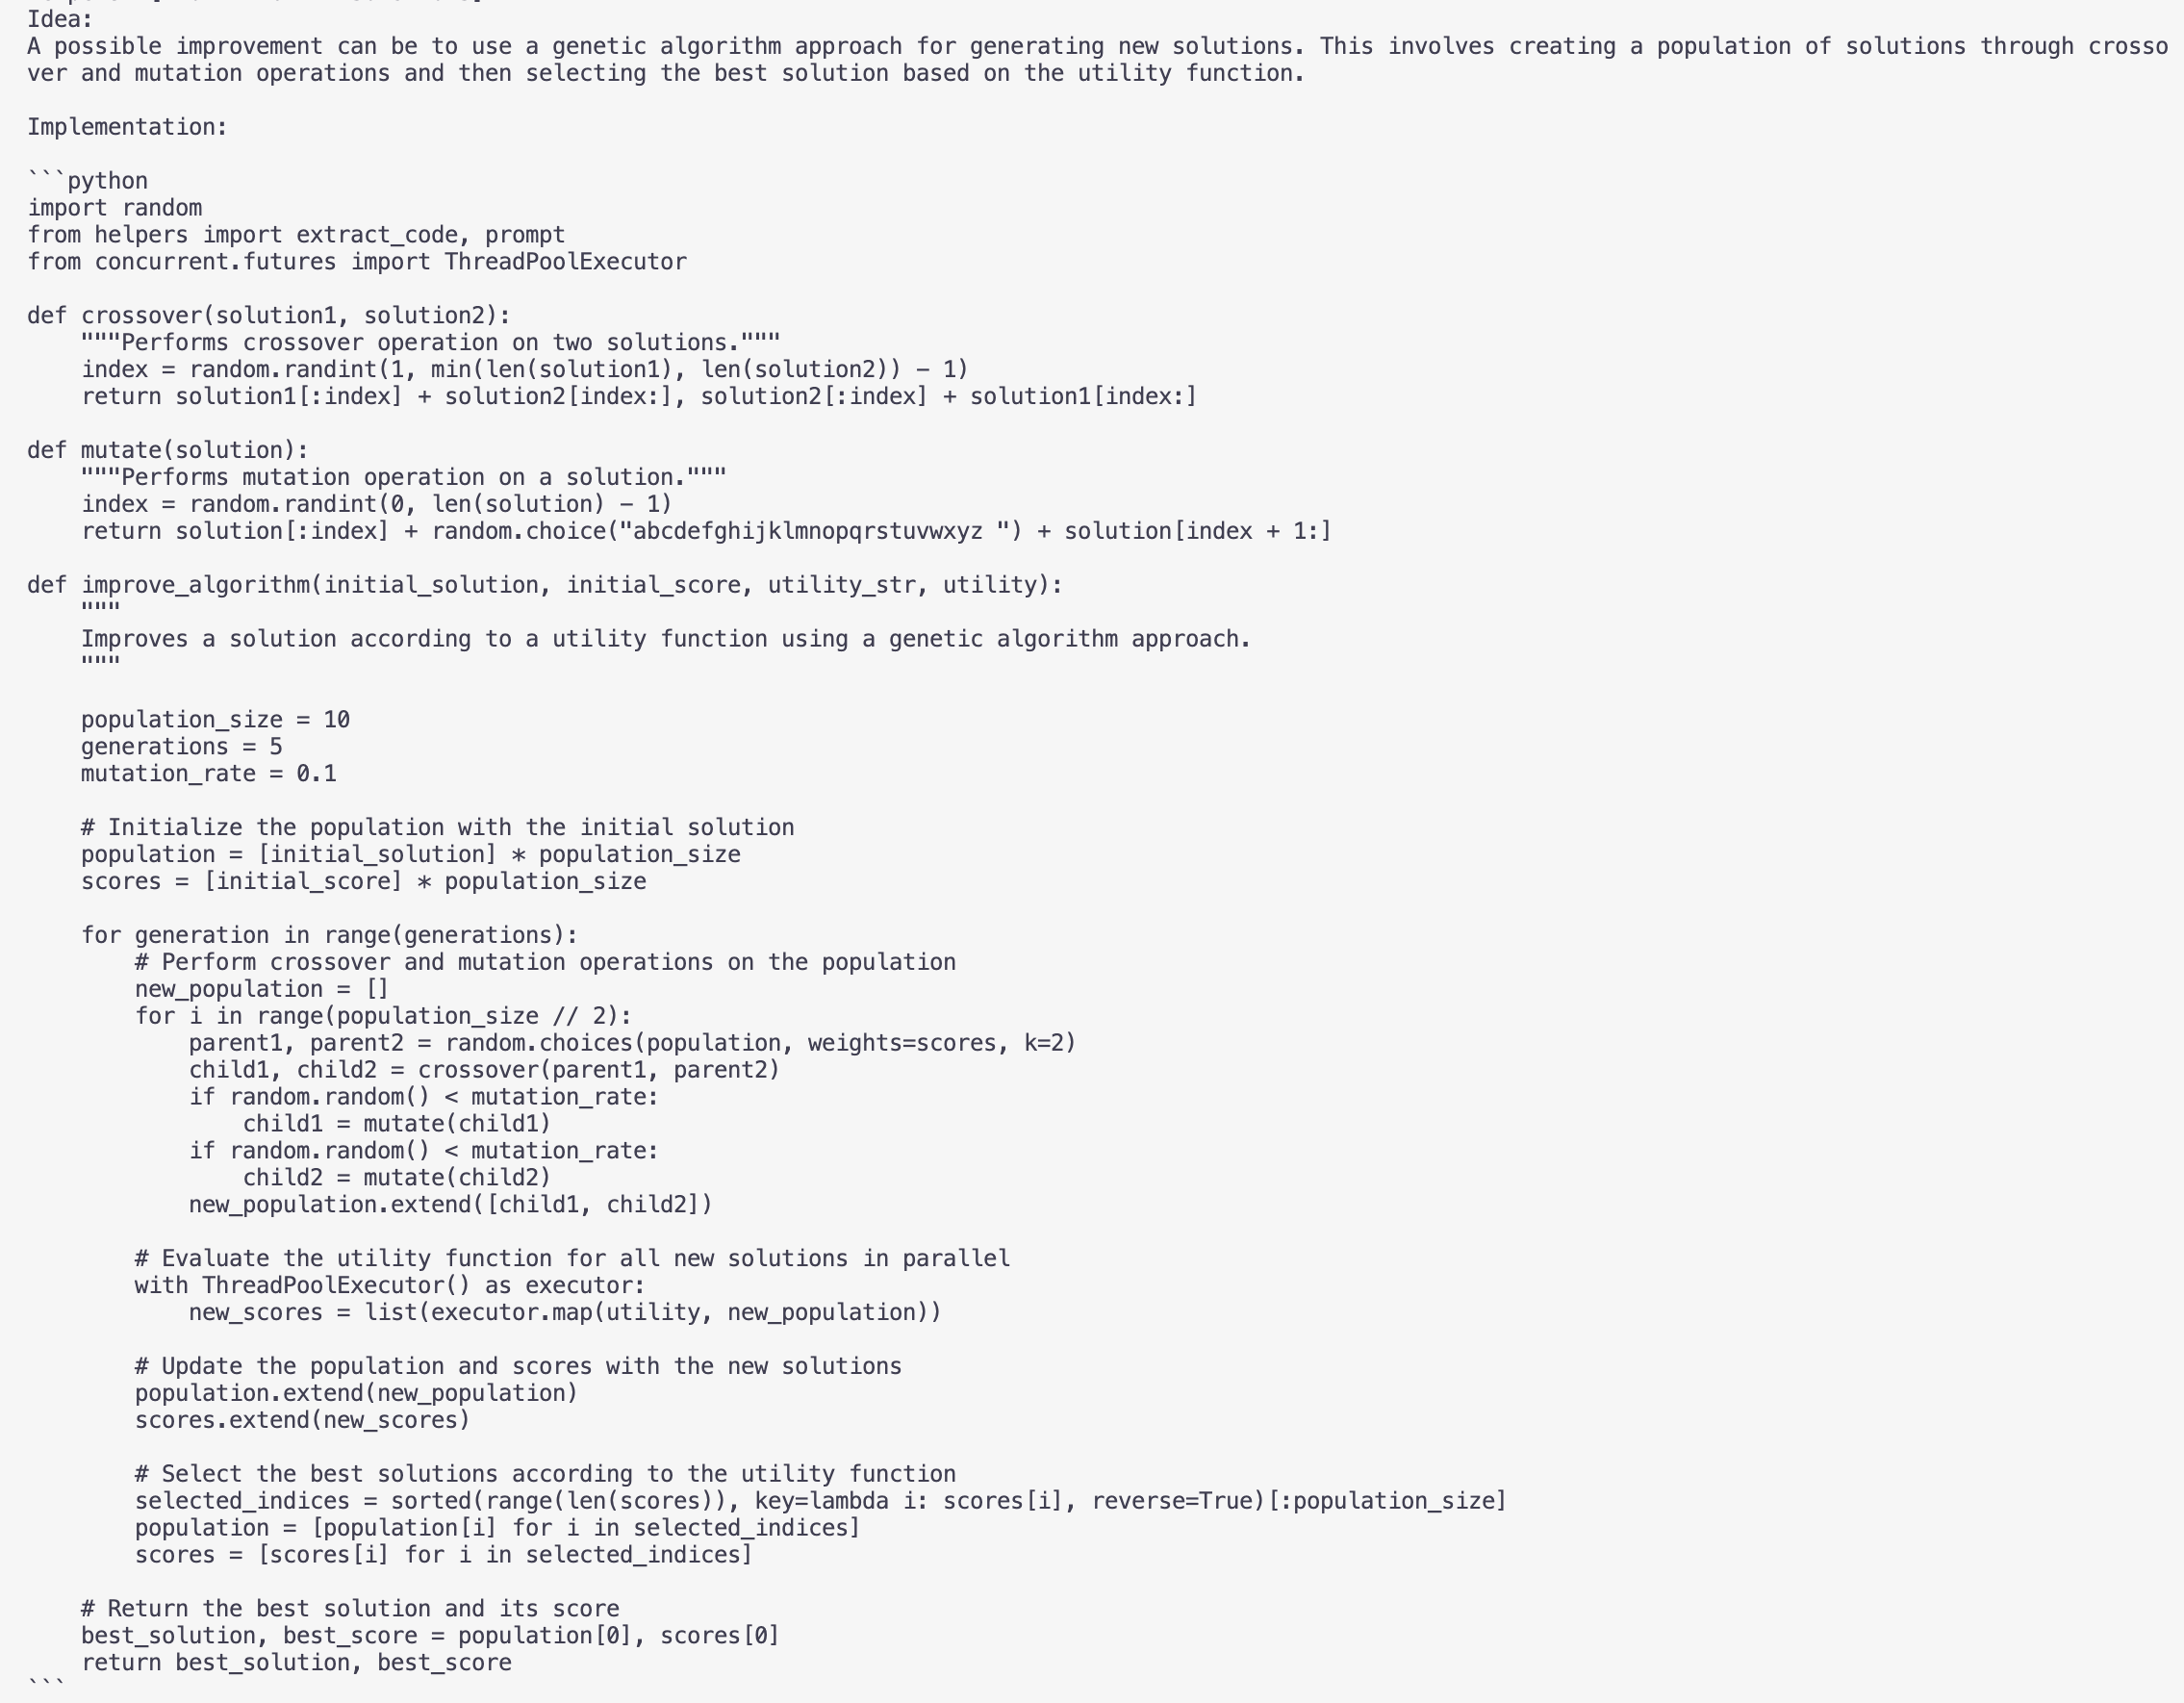 Idea:
A possible improvement can be to use a genetic algorithm approach for generating new solutions. This involves creating a population of solutions through crosso
ver and mutation operations and then selecting the best solution based on the utility function.

Implementation:

```python
import random
from helpers import extract_code, prompt
from concurrent.futures import ThreadPoolExecutor

def crossover(solution1, solution2):
    """Performs crossover operation on two solutions."""
    index = random.randint(1, min(len(solution1), len(solution2)) - 1)
    return solution1[:index] + solution2[index:], solution2[:index] + solution1[index:]

def mutate(solution):
    """Performs mutation operation on a solution."""
    index = random.randint(0, len(solution) - 1)
    return solution[:index] + random.choice("abcdefghijklmnopqrstuvwxyz ") + solution[index + 1:]

def improve_algorithm(initial_solution, initial_score, utility_str, utility):
    """
    Improves a solution according to a utility function using a genetic algorithm approach.
    """

    population_size = 10
    generations = 5
    mutation_rate = 0.1

    # Initialize the population with the initial solution
    population = [initial_solution] * population_size
    scores = [initial_score] * population_size

    for generation in range(generations):
        # Perform crossover and mutation operations on the population
        new_population = []
        for i in range(population_size // 2):
            parent1, parent2 = random.choices(population, weights=scores, k=2)
            child1, child2 = crossover(parent1, parent2)
            if random.random() < mutation_rate:
                child1 = mutate(child1)
            if random.random() < mutation_rate:
                child2 = mutate(child2)
            new_population.extend([child1, child2])

        # Evaluate the utility function for all new solutions in parallel
        with ThreadPoolExecutor() as executor:
            new_scores = list(executor.map(utility, new_population))

        # Update the population and scores with the new solutions
        population.extend(new_population)
        scores.extend(new_scores)

        # Select the best solutions according to the utility function
        selected_indices = sorted(range(len(scores)), key=lambda i: scores[i], reverse=True)[:population_size]
        population = [population[i] for i in selected_indices]
        scores = [scores[i] for i in selected_indices]

    # Return the best solution and its score
    best_solution, best_score = population[0], scores[0]
    return best_solution, best_score
```